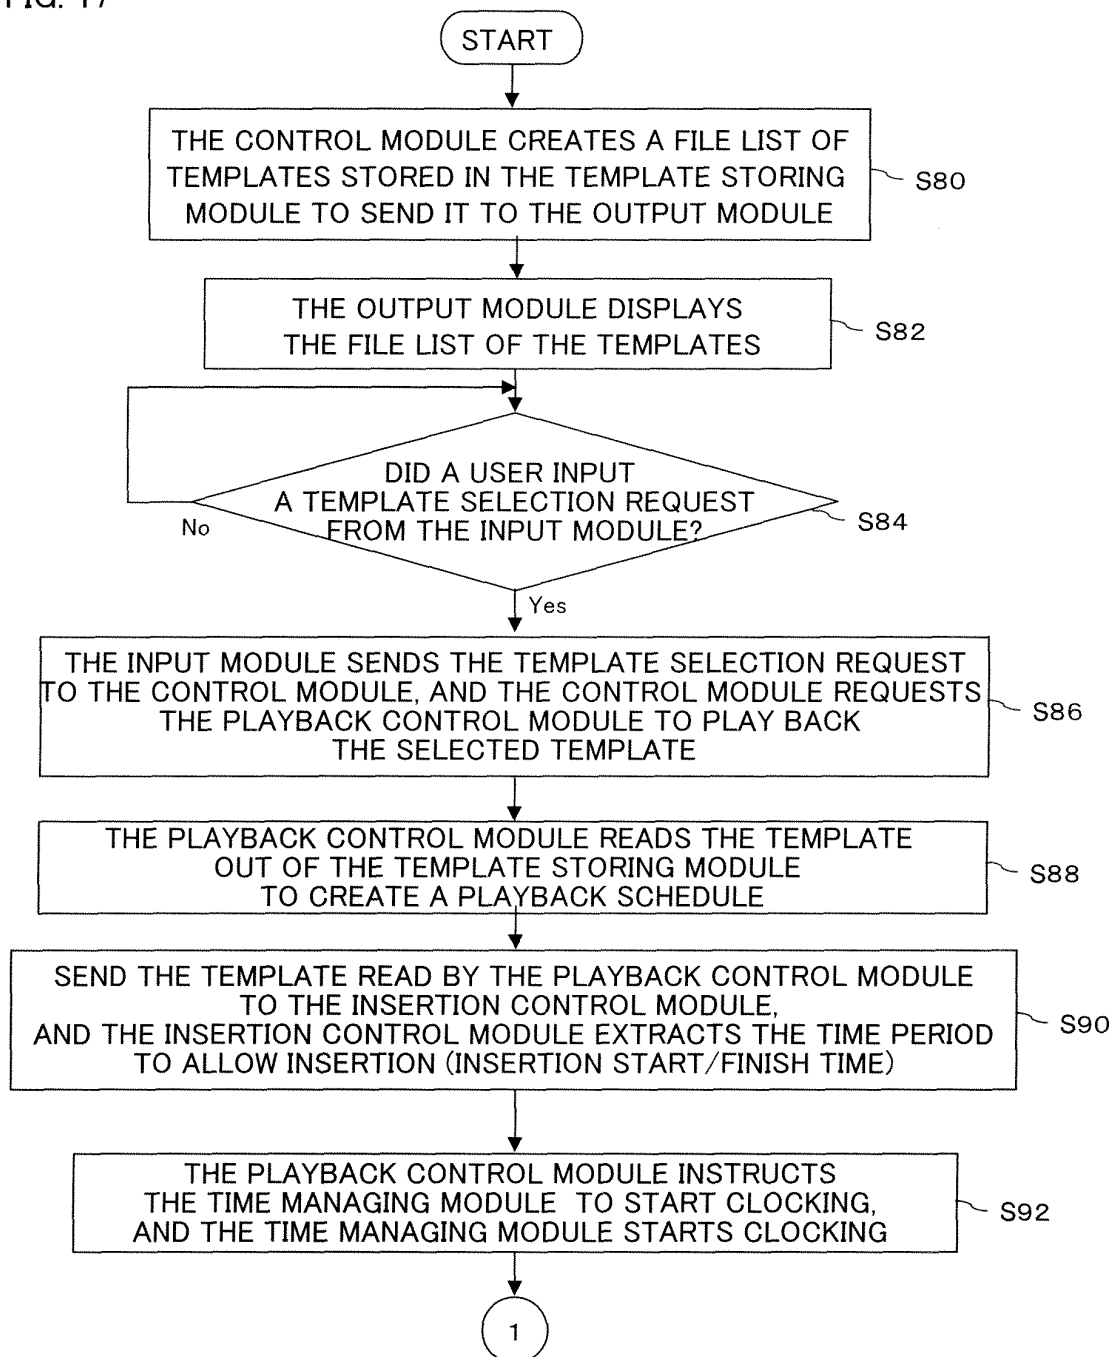 FIG. 17
START
THE CONTROL MODULE CREATES A FILE LIST OF
TEMPLATES STORED IN THE TEMPLATE STORING
MODULE TO SEND IT TO THE OUTPUT MODULE
S80
THE OUTPUT MODULE DISPLAYS
THE FILE LIST OF THE TEMPLATES
S82
DID A USER INPUT
A TEMPLATE SELECTION REQUEST
FROM THE INPUT MODULE?
S84
No
Yes
THE INPUT MODULE SENDS THE TEMPLATE SELECTION REQUEST
TO THE CONTROL MODULE, AND THE CONTROL MODULE REQUESTS
THE PLAYBACK CONTROL MODULE TO PLAY BACK
THE SELECTED TEMPLATE
S86
THE PLAYBACK CONTROL MODULE READS THE TEMPLATE
OUT OF THE TEMPLATE STORING MODULE
TO CREATE A PLAYBACK SCHEDULE
S88
SEND THE TEMPLATE READ BY THE PLAYBACK CONTROL MODULE
TO THE INSERTION CONTROL MODULE,
AND THE INSERTION CONTROL MODULE EXTRACTS THE TIME PERIOD
TO ALLOW INSERTION (INSERTION START/FINISH TIME)
S90
THE PLAYBACK CONTROL MODULE INSTRUCTS
THE TIME MANAGING MODULE TO START CLOCKING,
AND THE TIME MANAGING MODULE STARTS CLOCKING
S92
1